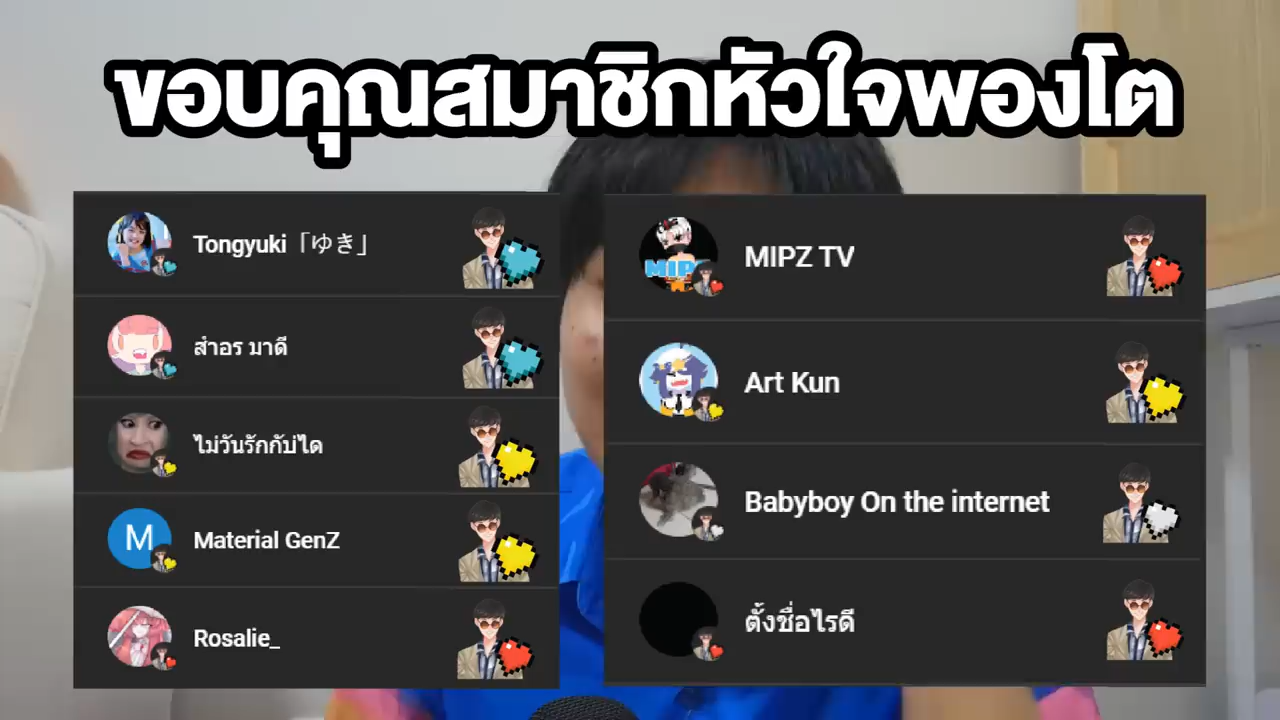 ขอบคุณสมาชิกหัวใจพองโต
Tongyuki「ゆき」
สำอร มาดี
ไม่วันรักกับ่ได
M
Material GenZ
Rosalie_
MIPZ TV
MIPZ
Art Kun
Babyboy On the internet
ตั้งชื่อไรดี